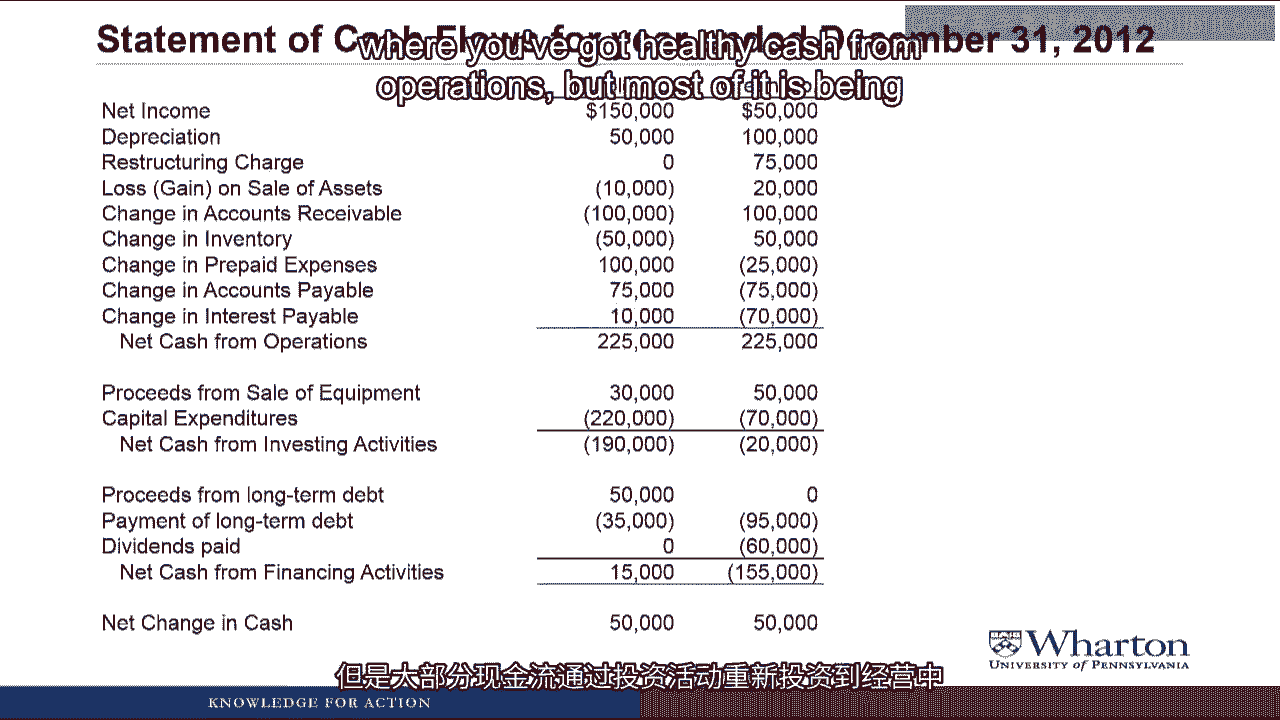 Statement of Cash Flows for year ended December 31, 2012
where you've got healthy cash from
operations, but most of it is being
Net Income $150,000 $50,000
Depreciation 50,000 100,000
Restructuring Charge 0 75,000
Loss (Gain) on Sale of Assets (10,000) 20,000
Change in Accounts Receivable (100,000) 100,000
Change in Inventory (50,000) 50,000
Change in Prepaid Expenses 100,000 (25,000)
Change in Accounts Payable 75,000 (75,000)
Change in Interest Payable 10,000 (70,000)
Net Cash from Operations 225,000 225,000
Proceeds from Sale of Equipment 30,000 50,000
Capital Expenditures (220,000) (70,000)
Net Cash from Investing Activities (190,000) (20,000)
Proceeds from long-term debt 50,000 0
Payment of long-term debt (35,000) (95,000)
Dividends paid 0 (60,000)
Net Cash from Financing Activities 15,000 (155,000)
Net Change in Cash 50,000 50,000
Wharton
UNIVERSITY of PENNSYLVANIA
但是大部分现金流通过投资活动重新投资到经营中
KNOWLEDGE FOR ACTION